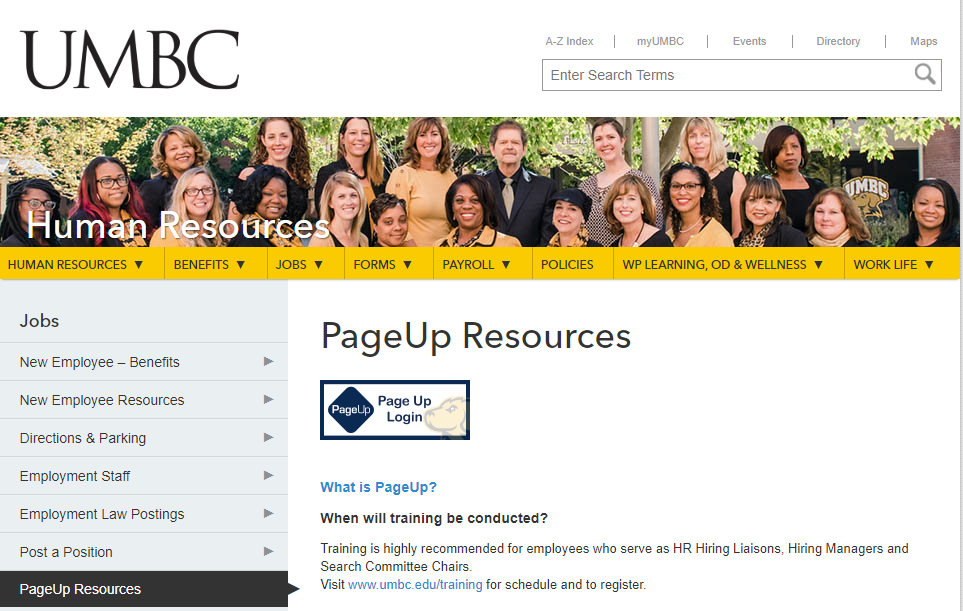 UMBC
A-Z Index
myUMBC
Events
Directory
Maps
Enter Search Terms
UMBC
Human Resources
HUMAN RESOURCES ▼
BENEFITS ▼
JOBS ▼
FORMS ▼
PAYROLL ▼
POLICIES
WP LEARNING, OD & WELLNESS ▼
WORK LIFE ▼
Jobs
New Employee – Benefits
New Employee Resources
Directions & Parking
Employment Staff
Employment Law Postings
Post a Position
PageUp Resources
PageUp Resources
PageUp
Page Up
Login
What is PageUp?
When will training be conducted?
Training is highly recommended for employees who serve as HR Hiring Liaisons, Hiring Managers and
Search Committee Chairs.
Visit www.umbc.edu/training for schedule and to register.